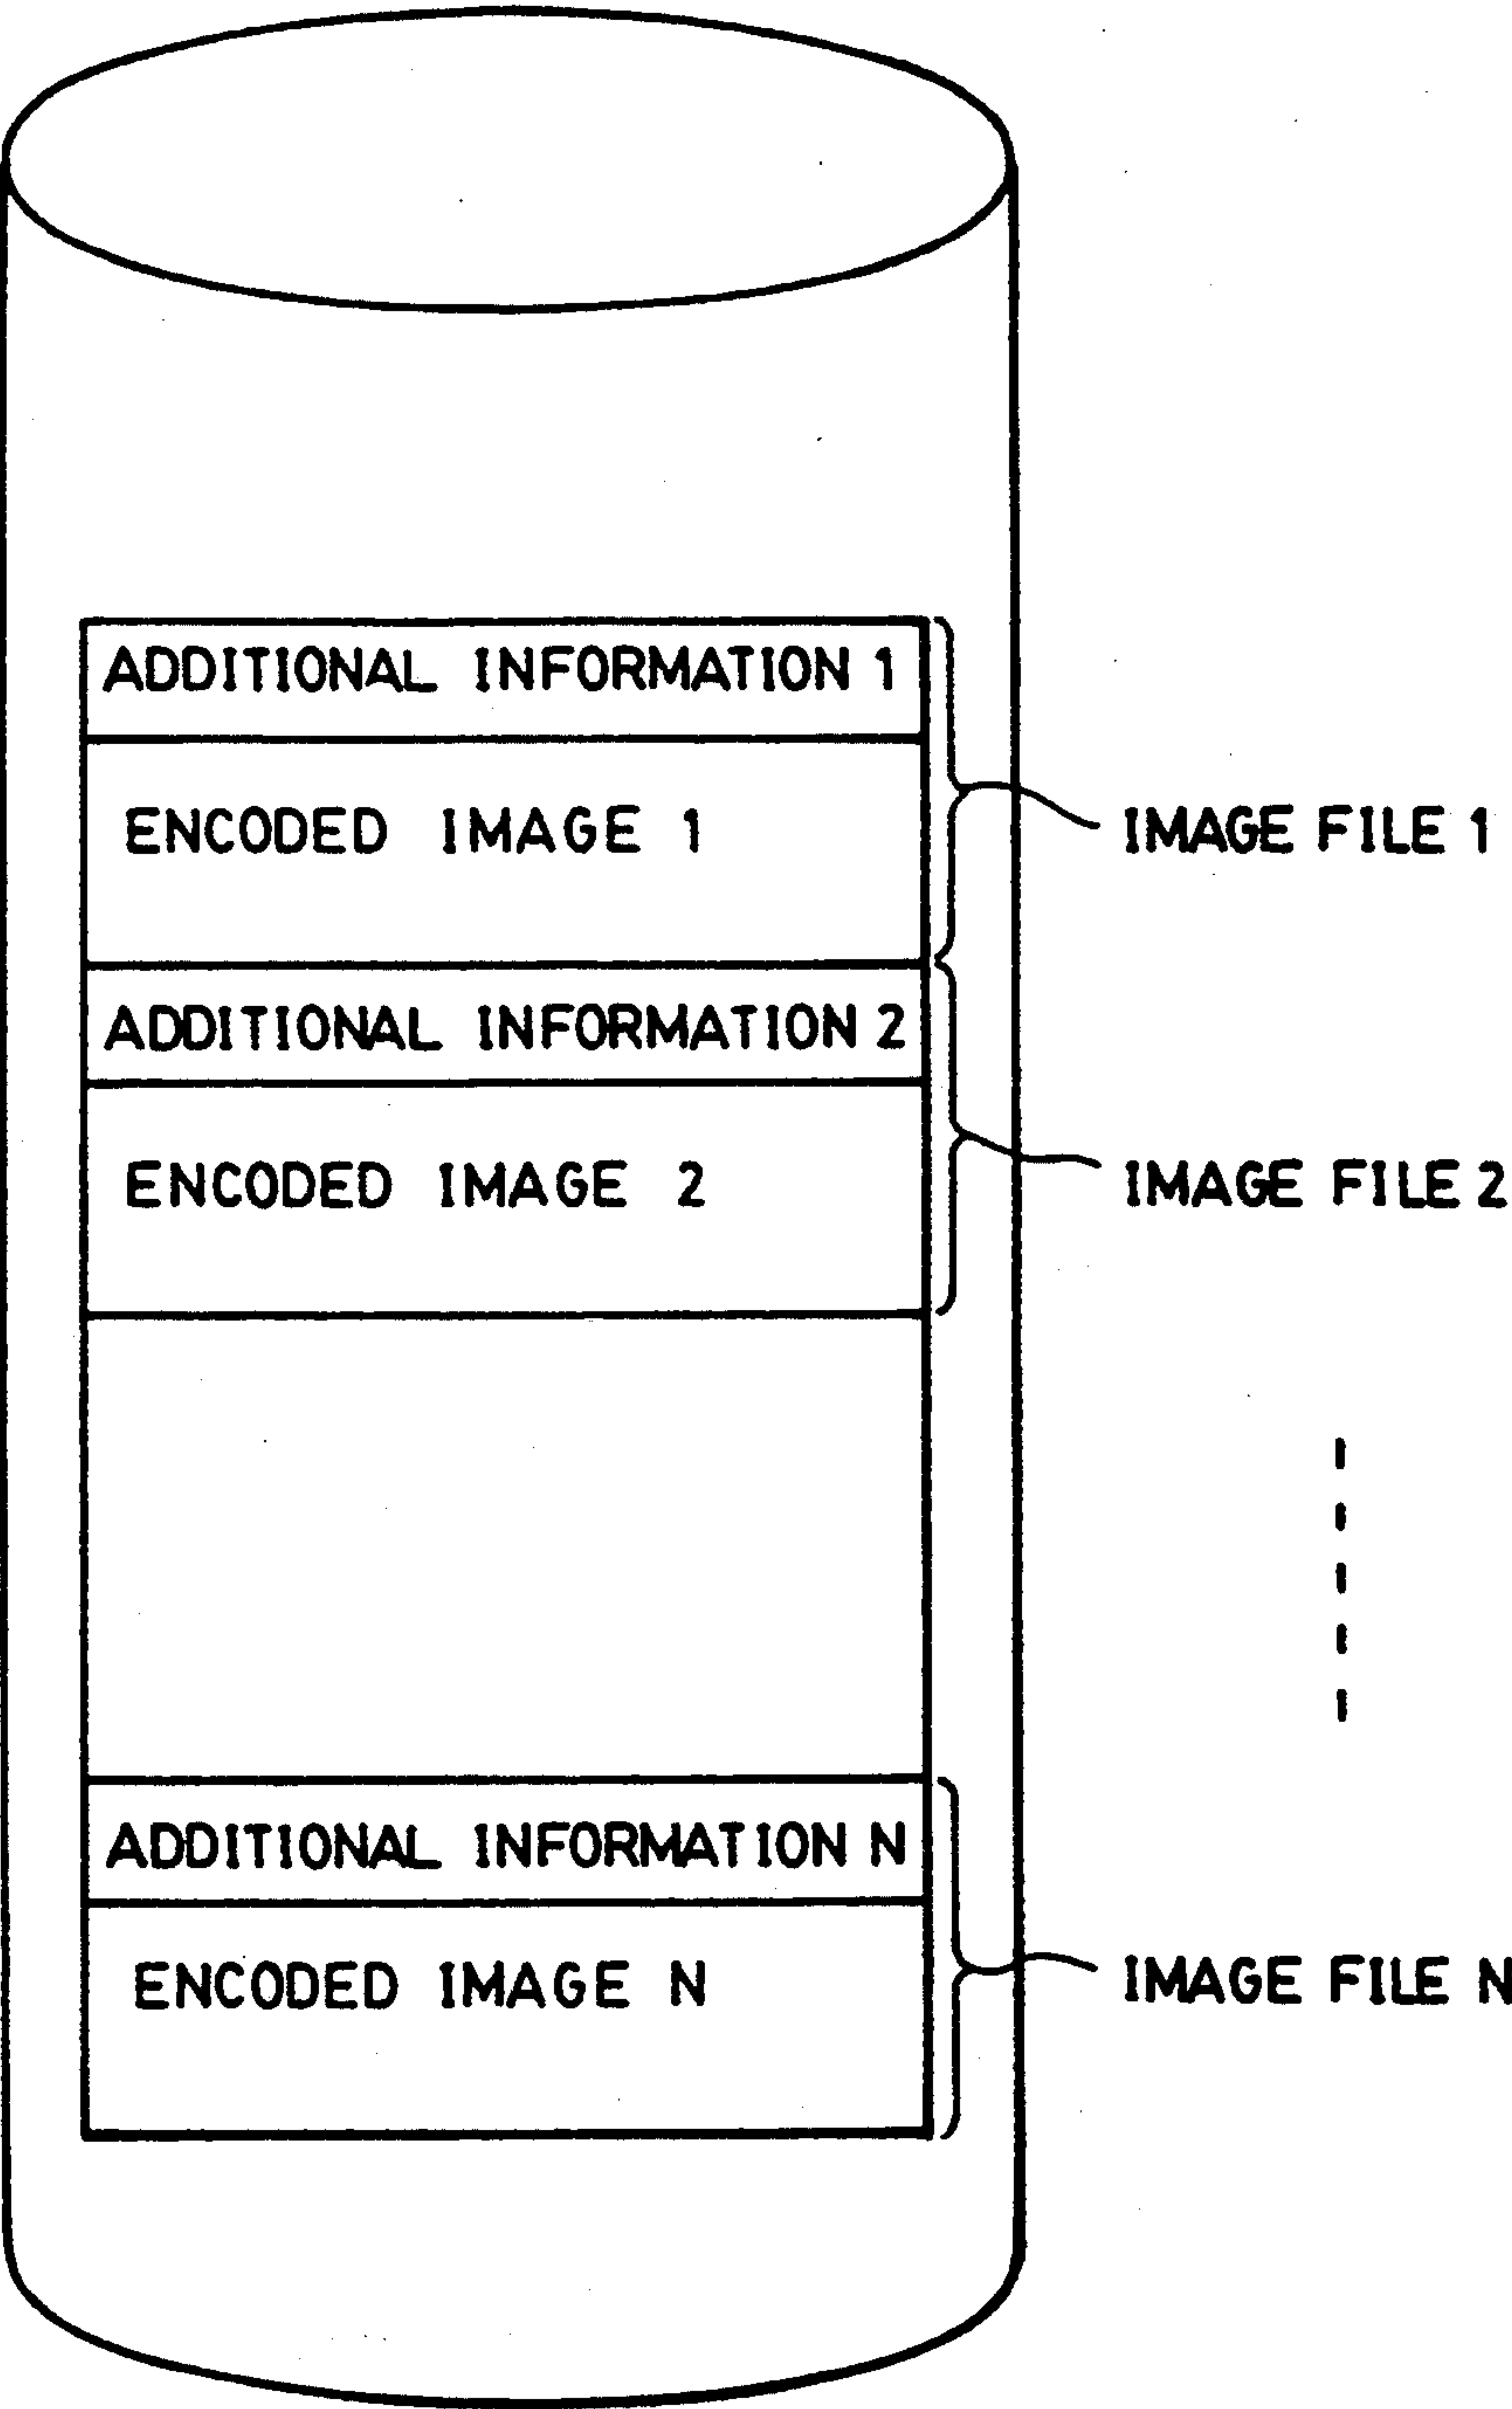 ADDITIONAL INFORMATION 1
ENCODED IMAGE 1
IMAGE FILE 1
ADDITIONAL INFORMATION 2
ENCODED IMAGE 2
IMAGE FILE 2
ADDITIONAL INFORMATION N
ENCODED IMAGE N
IMAGE FILE N